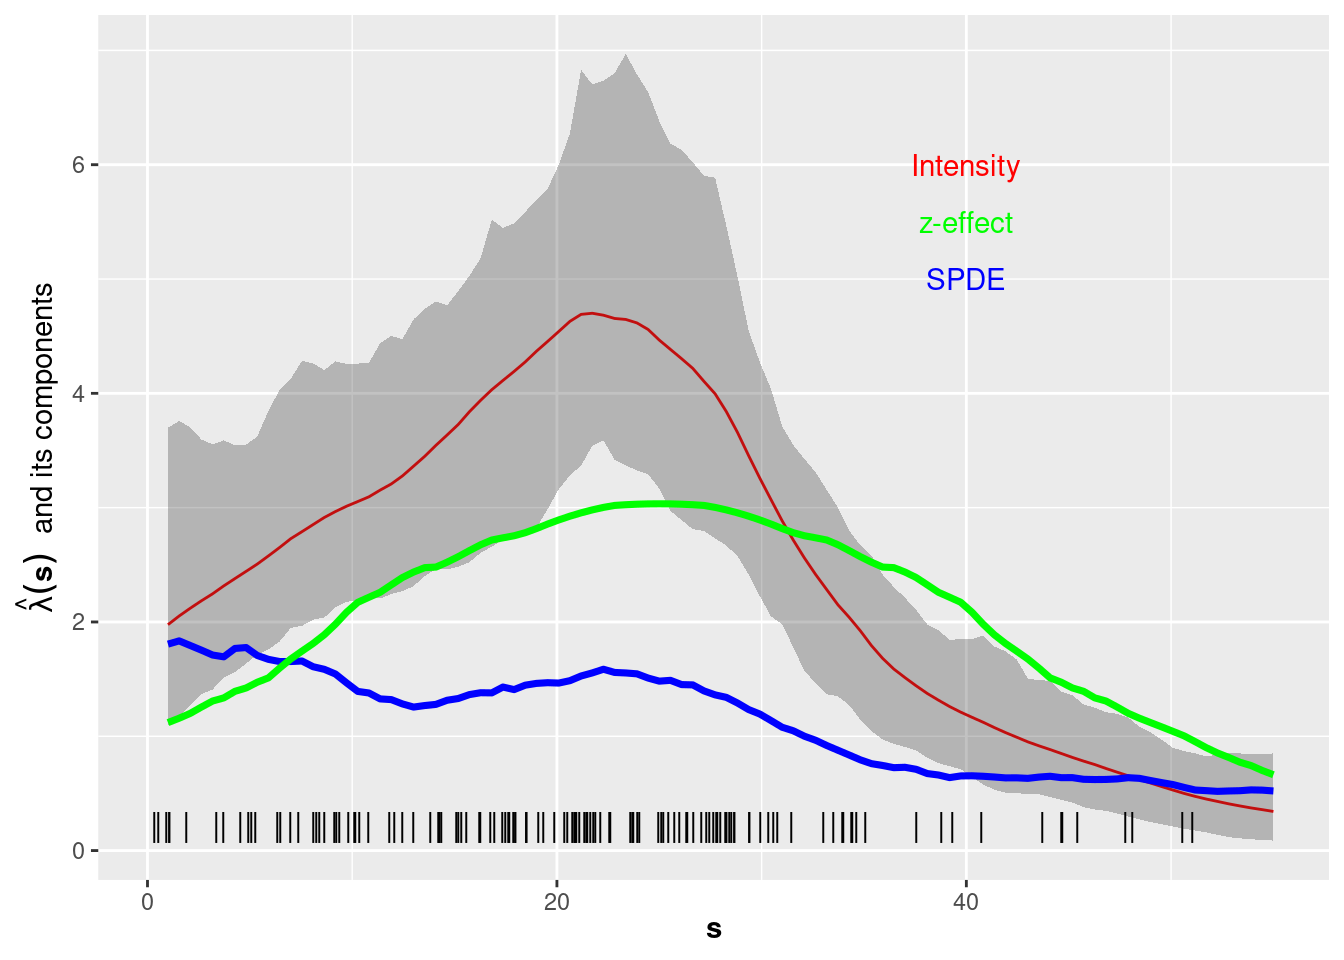 λ̂(s) and its components
6
4
2
0
Intensity
z-effect
SPDE
0 20 40
s